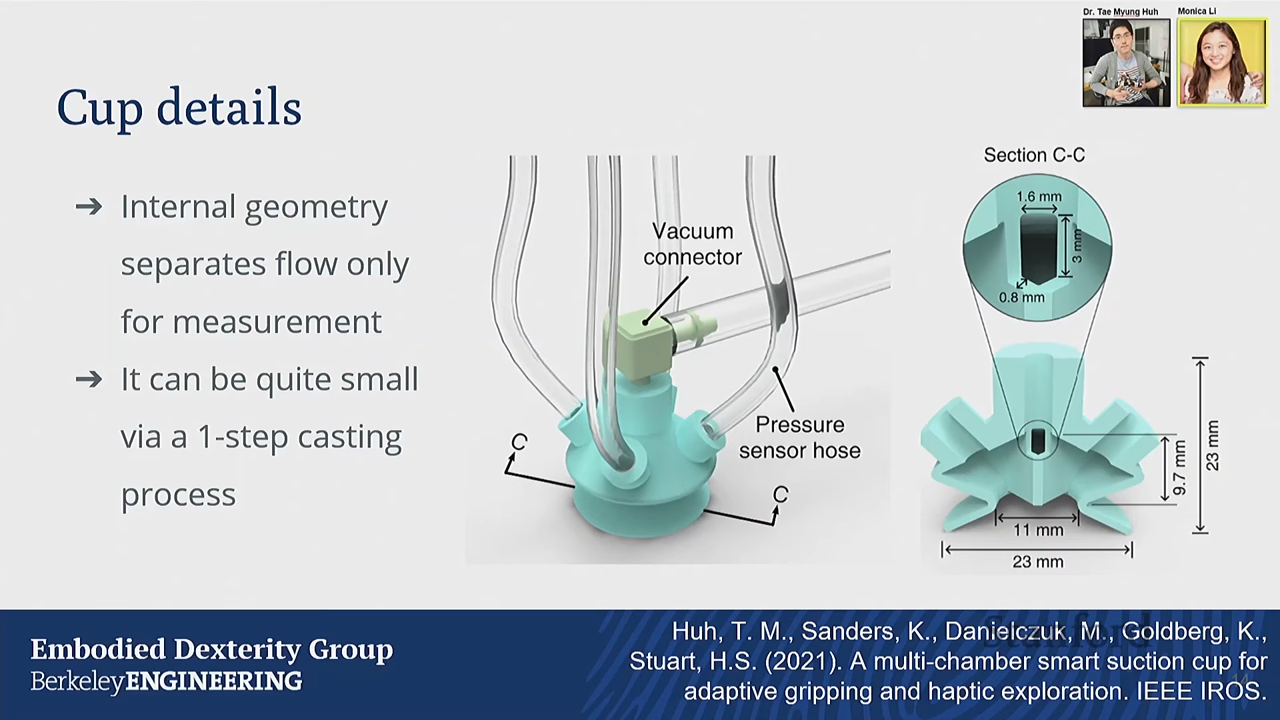 Dr. Tae Myung Huh
Monica Li
Cup details
➔ Internal geometry
separates flow only
for measurement
➔ It can be quite small
via a 1-step casting
process
Vacuum
connector
Pressure
sensor hose
C
C
Section C-C
1.6 mm
3 mm
0.8 mm
9.7 mm
23 mm
11 mm
23 mm
Embodied Dexterity Group
BerkeleyENGINEERING
Huh, T. M., Sanders, K., Danielczuk, M., Goldberg, K.,
Stuart, H.S. (2021). A multi-chamber smart suction cup for
adaptive gripping and haptic exploration. IEEE IROS.
Stanford
14